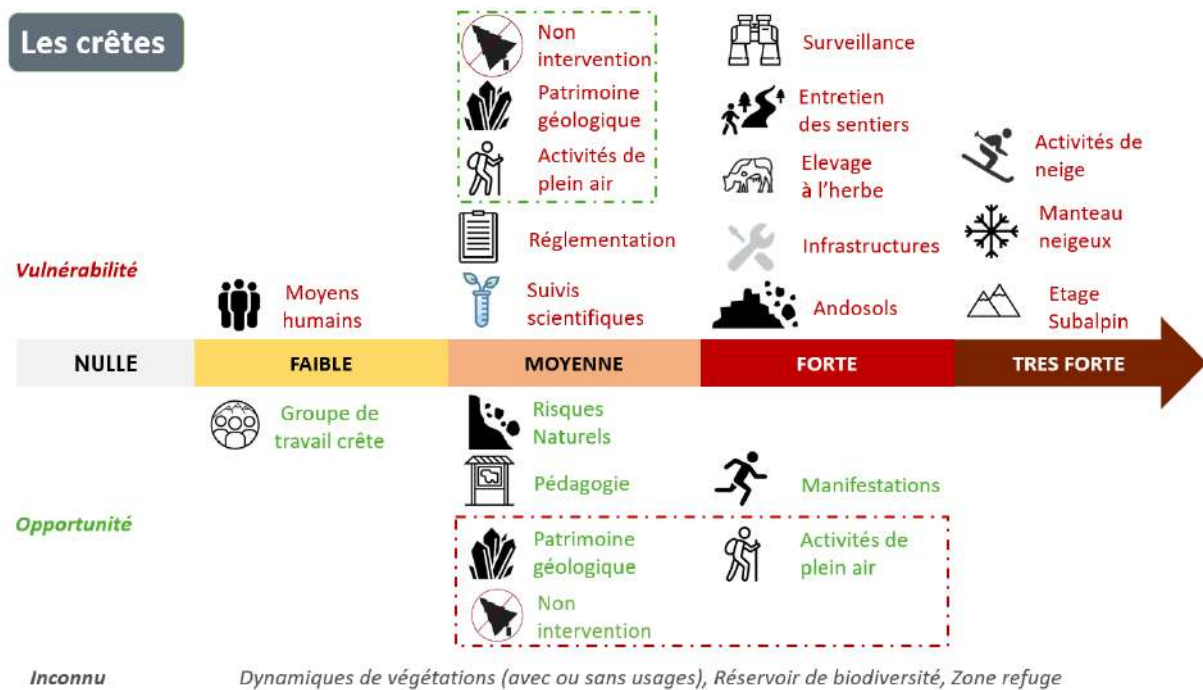 Les crêtes
Non
intervention
Patrimoine
géologique
Activités de
plein air
Réglementation
Suivis
scientifiques
Surveillance
Entretien
des sentiers
Elevage
à l'herbe
Infrastructures
Andosols
Activités de
neige
Manteau
neigeux
Etage
Subalpin
Vulnérabilité
Moyens
humains
NULLE
FAIBLE
MOYENNE
FORTE
TRES FORTE
Groupe de
travail crête
Risques
Naturels
Pédagogie
Manifestations
Opportunité
Patrimoine
géologique
Activités de
plein air
Non
intervention
Inconnu
Dynamiques de végétations (avec ou sans usages), Réservoir de biodiversité, Zone refuge